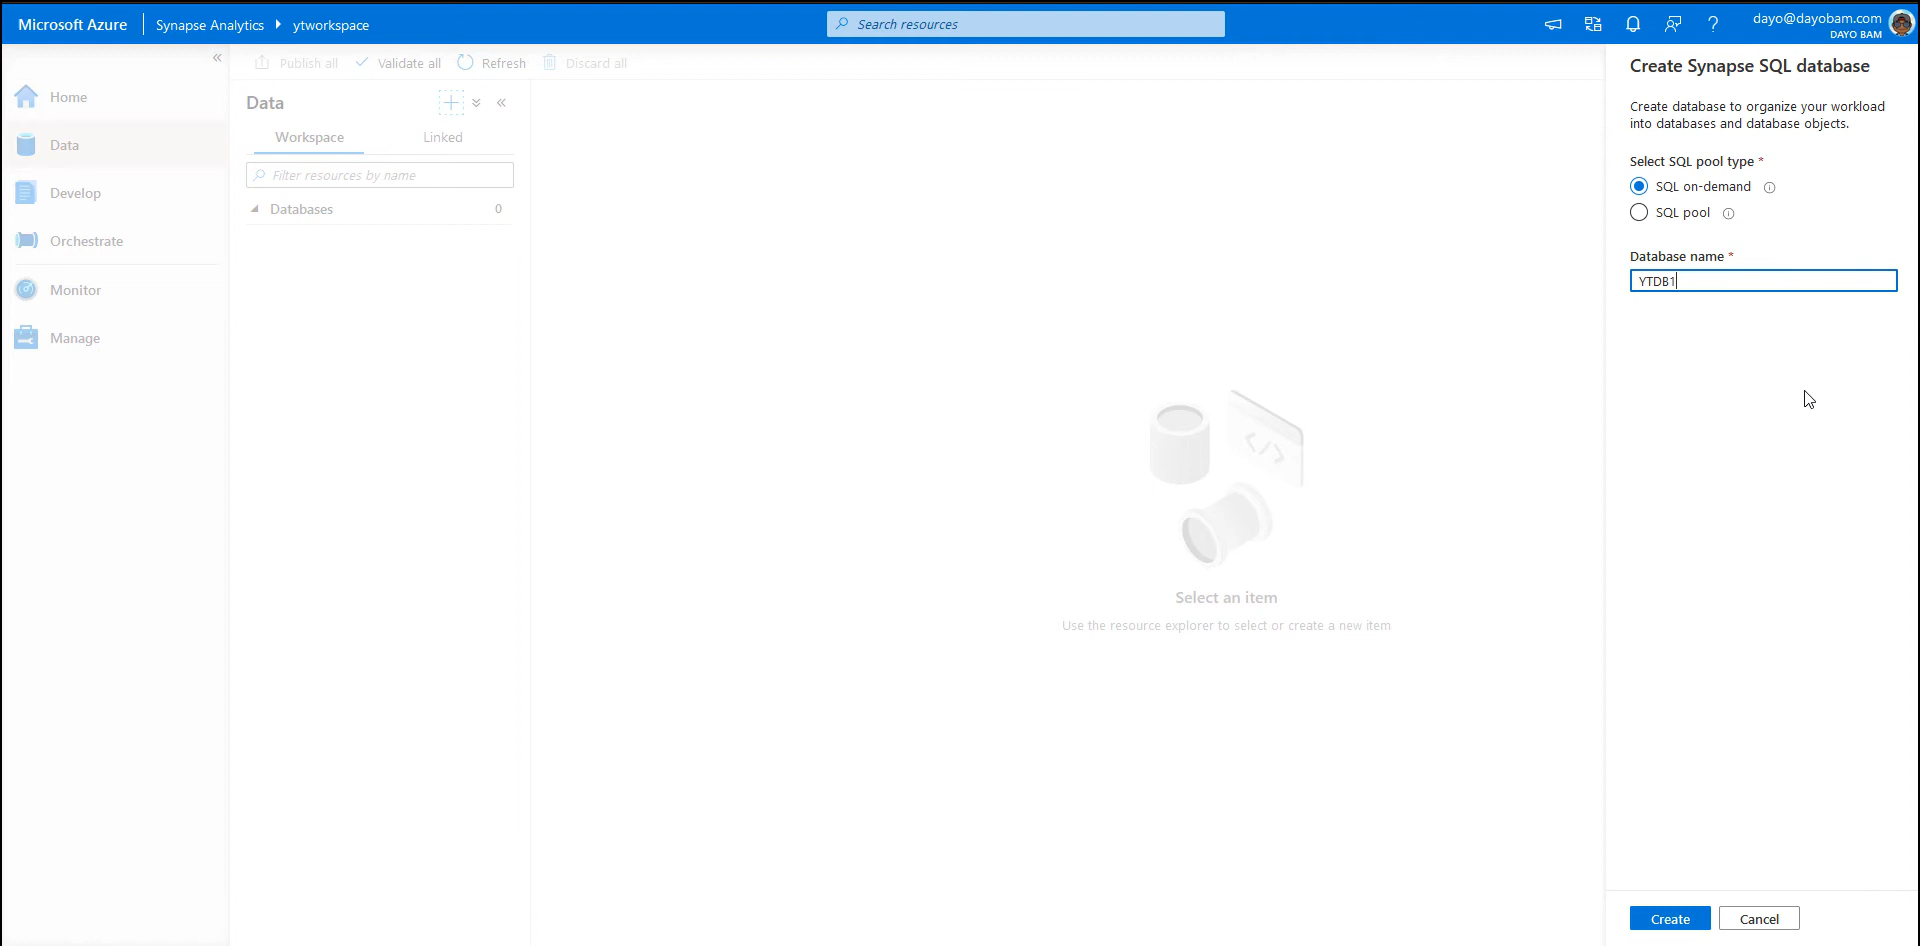 Microsoft Azure
Synapse Analytics
ytworkspace
Search resources
dayo@dayobam.com
DAYO BAM
Home
Data
Develop
Orchestrate
Monitor
Manage
Publish all
Validate all
Refresh
Discard all
Data
Workspace
Linked
Filter resources by name
Databases 0
</>
Select an item
Use the resource explorer to select or create a new item
Create Synapse SQL database
Create database to organize your workload
into databases and database objects.
Select SQL pool type *
SQL on-demand
SQL pool
Database name *
YTDB1
Create
Cancel